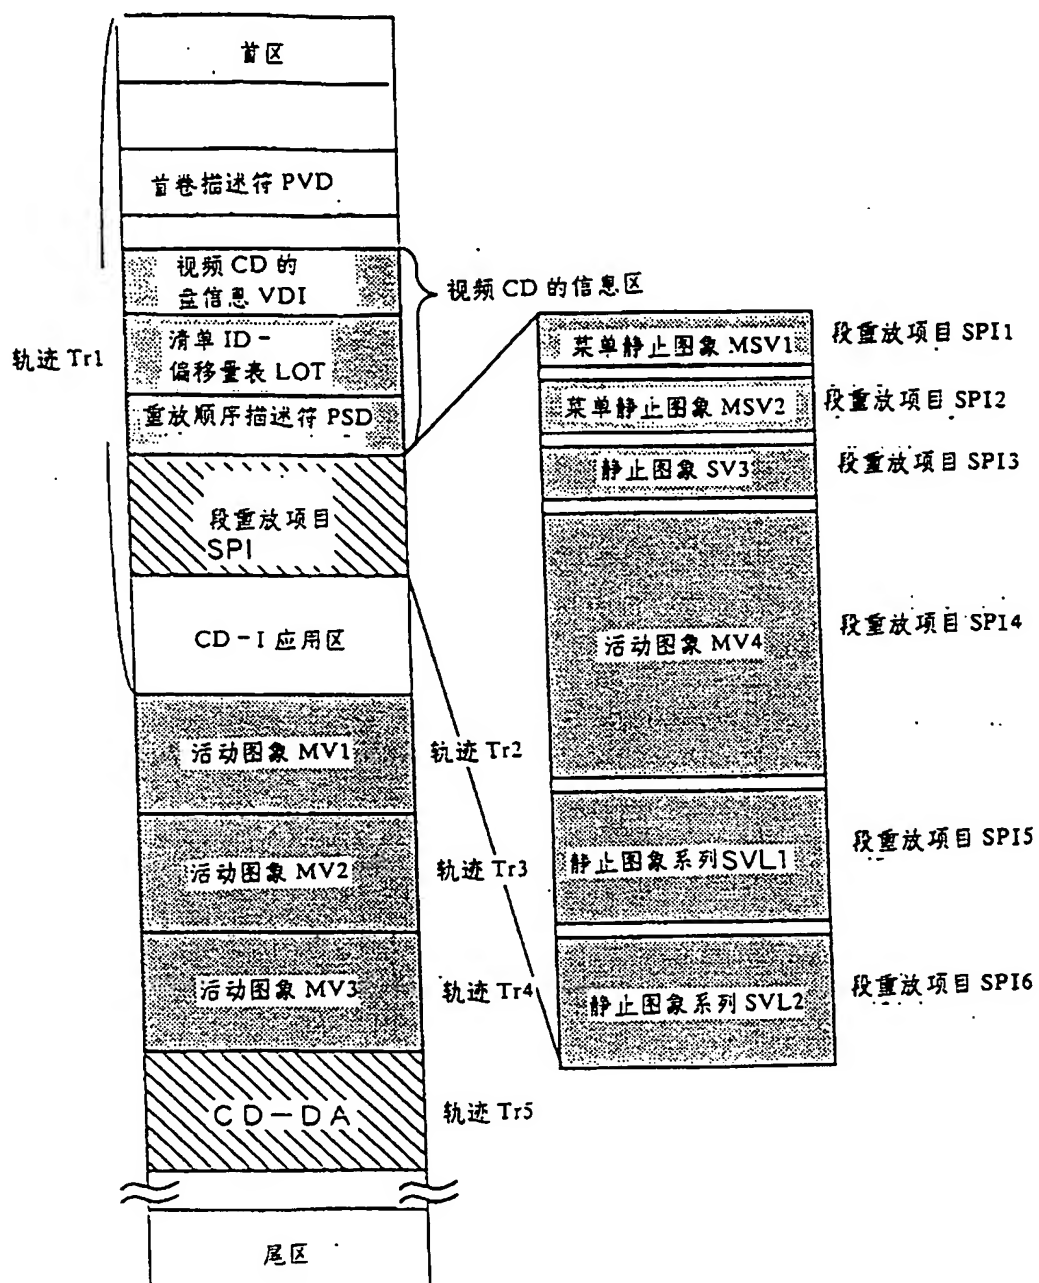 首区
首卷描述符 PVD
视频 CD 的
盘信息 VDI
清单 ID-
偏移量表 LOT
重放顺序描述符 PSD
视频 CD 的信息区
轨迹 Tr1
段重放项目
SPI
CD-I 应用区
活动图象 MV1
轨迹 Tr2
活动图象 MV2
轨迹 Tr3
活动图象 MV3
轨迹 Tr4
CD-DA
轨迹 Tr5
尾区
菜单静止图象 MSV1
段重放项目 SPI1
菜单静止图象 MSV2
段重放项目 SPI2
静止图象 SV3
段重放项目 SPI3
活动图象 MV4
段重放项目 SPI4
静止图象系列 SVL1
段重放项目 SPI5
静止图象系列 SVL2
段重放项目 SPI6